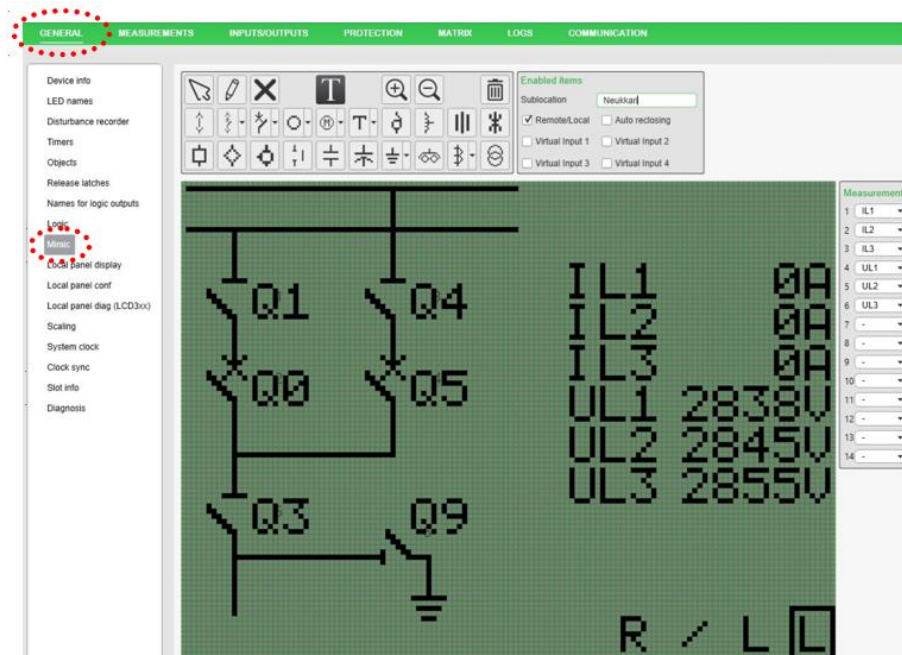 GENERAL MEASUREMENTS INPUTS/OUTPUTS PROTECTION MATRIX LOGS COMMUNICATION
Device info
LED names
Disturbance recorder
Timers
Objects
Release latches
Names for logic outputs
Logic
Mimic
Local panel display
Local panel conf
Local panel diag (LCD3xx)
Scaling
System clock
Clock sync
Slot info
Diagnosis
T
M T
Enabled items
Sublocation Neukkari
Remote/Local Auto reclosing
Virtual Input 1 Virtual Input 2
Virtual Input 3 Virtual Input 4
Q1 Q4
Q0 Q5
Q3 Q9
IL1 0A
IL2 0A
IL3 0A
UL1 2838V
UL2 2845V
UL3 2855V
R / L L
Measurement
1 IL1
2 IL2
3 IL3
4 UL1
5 UL2
6 UL3
7 -
8 -
9 -
10 -
11 -
12 -
13 -
14 -